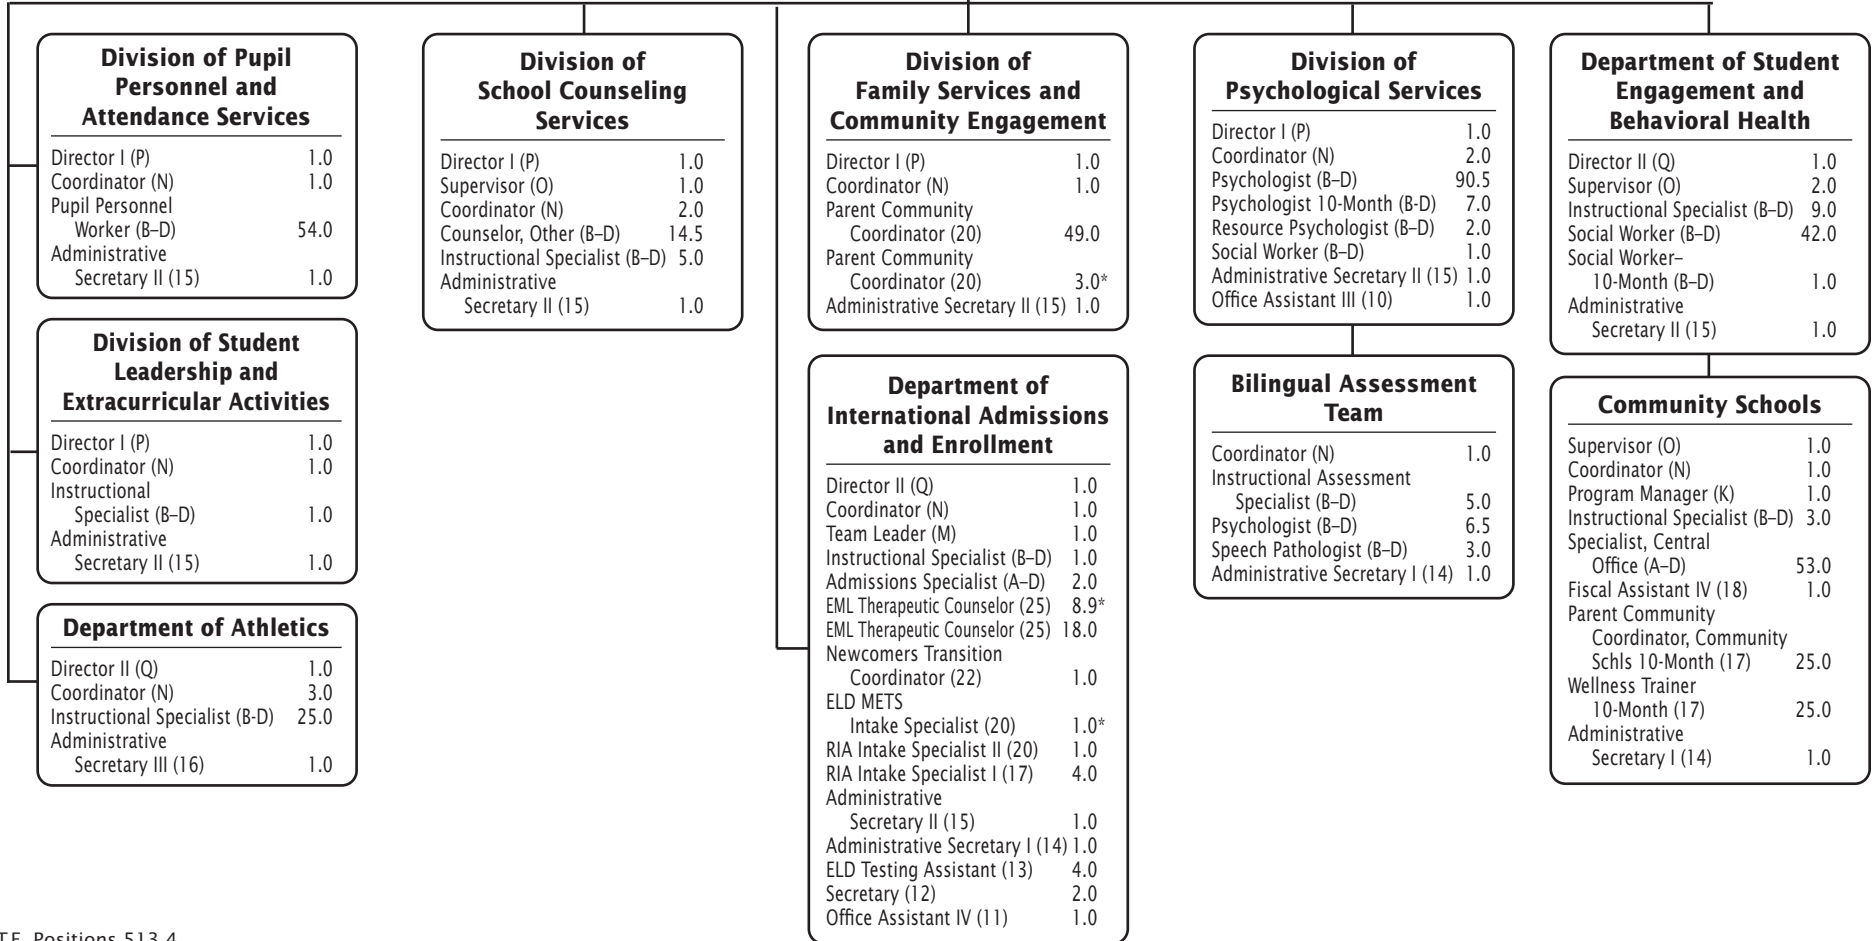 Division of Pupil
Personnel and
Attendance Services
Director I (P) 1.0
Coordinator (N) 1.0
Pupil Personnel
Worker (B–D) 54.0
Administrative
Secretary II (15) 1.0
Division of Student
Leadership and
Extracurricular Activities
Director I (P) 1.0
Coordinator (N) 1.0
Instructional
Specialist (B–D) 1.0
Administrative
Secretary II (15) 1.0
Department of Athletics
Director II (Q) 1.0
Coordinator (N) 3.0
Instructional Specialist (B-D) 25.0
Administrative
Secretary III (16) 1.0
Division of
School Counseling
Services
Director I (P) 1.0
Supervisor (O) 1.0
Coordinator (N) 2.0
Counselor, Other (B–D) 14.5
Instructional Specialist (B–D) 5.0
Administrative
Secretary II (15) 1.0
Division of
Family Services and
Community Engagement
Director I (P) 1.0
Coordinator (N) 1.0
Parent Community
Coordinator (20) 49.0
Parent Community
Coordinator (20) 3.0*
Administrative Secretary II (15) 1.0
Department of
International Admissions
and Enrollment
Director II (Q) 1.0
Coordinator (N) 1.0
Team Leader (M) 1.0
Instructional Specialist (B–D) 1.0
Admissions Specialist (A–D) 2.0
EML Therapeutic Counselor (25) 8.9*
EML Therapeutic Counselor (25) 18.0
Newcomers Transition
Coordinator (22) 1.0
ELD METS
Intake Specialist (20) 1.0*
RIA Intake Specialist II (20) 1.0
RIA Intake Specialist I (17) 4.0
Administrative
Secretary II (15) 1.0
Administrative Secretary I (14) 1.0
ELD Testing Assistant (13) 4.0
Secretary (12) 2.0
Office Assistant IV (11) 1.0
Division of
Psychological Services
Director I (P) 1.0
Coordinator (N) 2.0
Psychologist (B–D) 90.5
Psychologist 10-Month (B-D) 7.0
Resource Psychologist (B–D) 2.0
Social Worker (B–D) 1.0
Administrative Secretary II (15) 1.0
Office Assistant III (10) 1.0
Bilingual Assessment
Team
Coordinator (N) 1.0
Instructional Assessment
Specialist (B–D) 5.0
Psychologist (B–D) 6.5
Speech Pathologist (B–D) 3.0
Administrative Secretary I (14) 1.0
Department of Student
Engagement and
Behavioral Health
Director II (Q) 1.0
Supervisor (O) 2.0
Instructional Specialist (B–D) 9.0
Social Worker (B–D) 42.0
Social Worker–
10-Month (B–D) 1.0
Administrative
Secretary II (15) 1.0
Community Schools
Supervisor (O) 1.0
Coordinator (N) 1.0
Program Manager (K) 1.0
Instructional Specialist (B–D) 3.0
Specialist, Central
Office (A–D) 53.0
Fiscal Assistant IV (18) 1.0
Parent Community
Coordinator, Community
Schls 10-Month (17) 25.0
Wellness Trainer
10-Month (17) 25.0
Administrative
Secretary I (14) 1.0
Positions 513.4